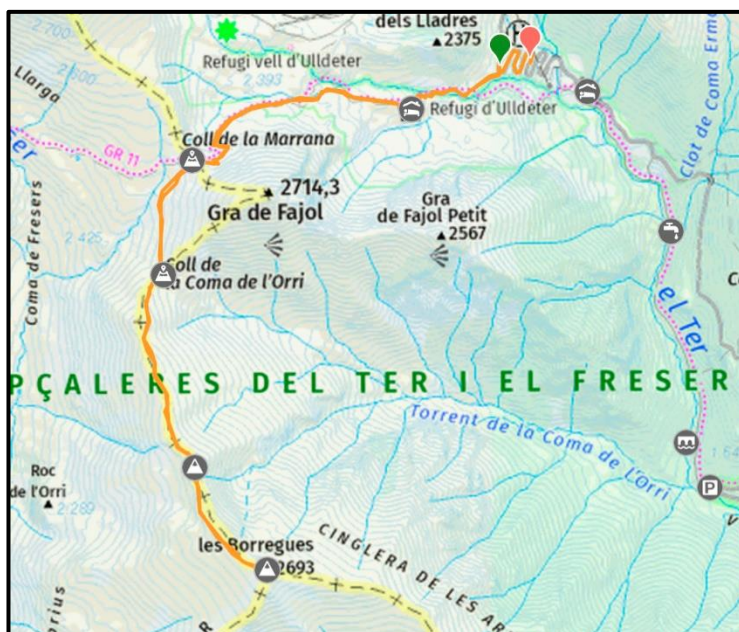 dels Lladres
2375
2 700
Refugi vell d'Ulldeter
2 600
2 393
Llarga
Refugi d'Ulldeter
Clot de Coma Erme
Coll de la Marrana
GR 11
2714,3
Gra de Fajol
Gra
de Fajol Petit
2567
2 425
Coma de Fresers
Coll de
la Coma de l'Orri
el Ter
PÇALERES DEL TER I EL FRESER
Torrent de la Coma de L'Orri
Roc
de l'Orri
2 289
les Borregues
2693
CINGLERA DE LES AR
P